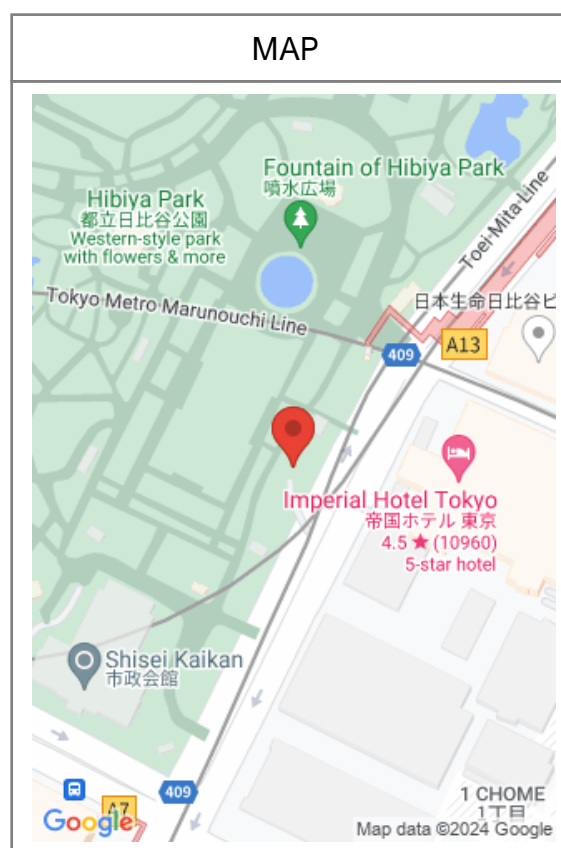 MAP
Fountain of Hibiya Park
噴水広場
Hibiya Park
都立日比谷公園
Western-style park
with flowers & more
Toei Mita Line
Tokyo Metro Marunouchi Line
日本生命日比谷ビ
409
A13
Imperial Hotel Tokyo
帝国ホテル 東京
4.5 ★ (10960)
5-star hotel
Shisei Kaikan
市政会館
409
A7
1 CHOME
1丁目
Google
Map data ©2024 Google